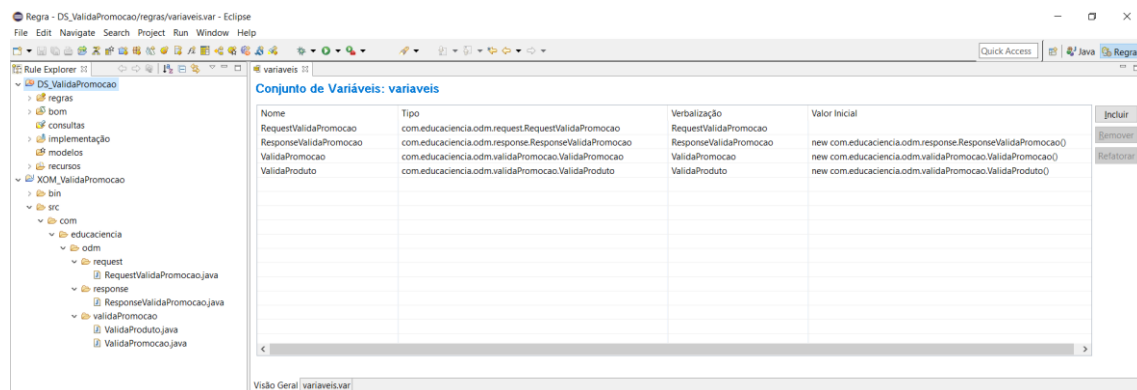 Regra - DS_ValidaPromocao/regras/variaveis.var - Eclipse
File Edit Navigate Search Project Run Window Help
Quick Access Java Regra
Rule Explorer
DS_ValidaPromocao
regras
bom
consultas
implementação
modelos
recursos
XOM_ValidaPromocao
bin
src
com
educaciencia
odm
request
RequestValidaPromocao.java
response
ResponseValidaPromocao.java
validaPromocao
ValidaProduto.java
ValidaPromocao.java
variaveis
Conjunto de Variáveis: variaveis
Nome Tipo Verbalização Valor Inicial
RequestValidaPromocao com.educaciencia.odm.request.RequestValidaPromocao RequestValidaPromocao
ResponseValidaPromocao com.educaciencia.odm.response.ResponseValidaPromocao ResponseValidaPromocao new com.educaciencia.odm.response.ResponseValidaPromocao()
ValidaPromocao com.educaciencia.odm.validaPromocao.ValidaPromocao ValidaPromocao new com.educaciencia.odm.validaPromocao.ValidaPromocao()
ValidaProduto com.educaciencia.odm.validaPromocao.ValidaProduto ValidaProduto new com.educaciencia.odm.validaPromocao.ValidaProduto()
Incluir
Remover
Refatorar
Visão Geral variaveis.var